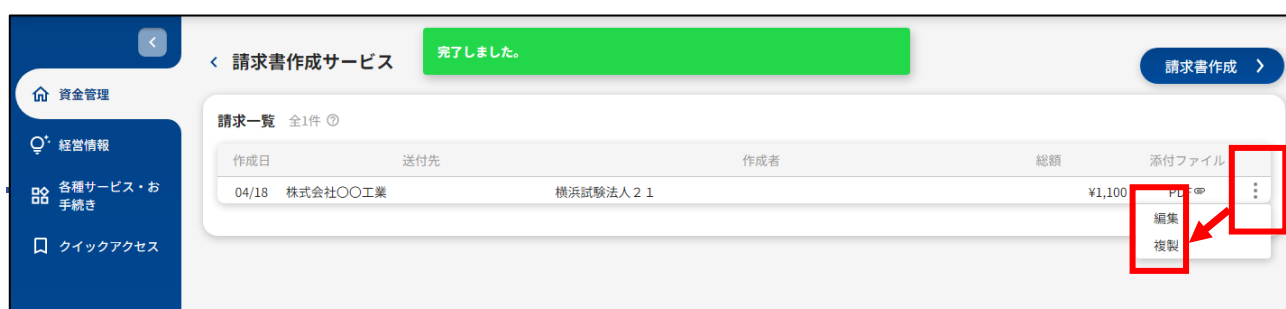 完了しました。
< 請求書作成サービス
請求書作成 >
資金管理
経営情報
各種サービス・お
手続き
クイックアクセス
請求一覧 全1件
作成日 送付先 作成者 総額 添付ファイル
04/18 株式会社〇〇工業 横浜試験法人21 ¥1,100 PDF
編集
複製